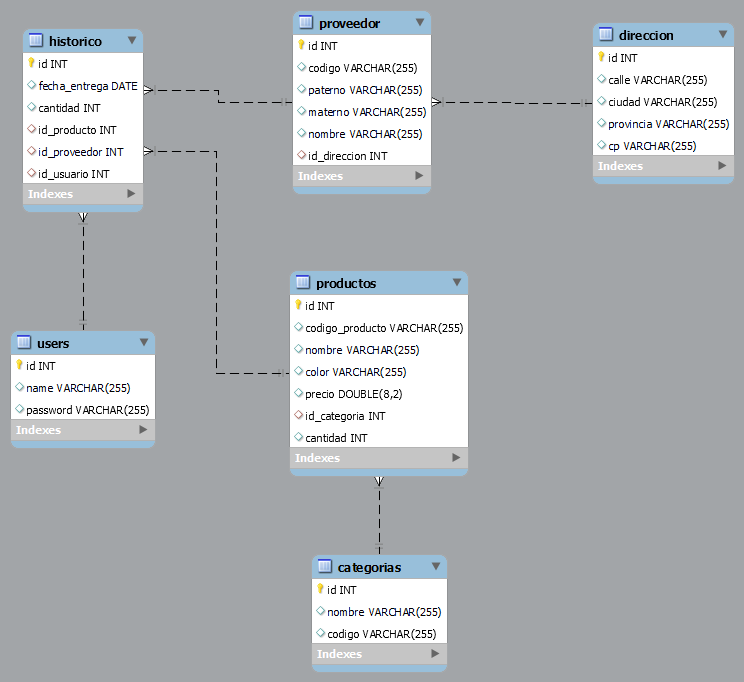 historico
id INT
fecha_entrega DATE
cantidad INT
id_producto INT
id_proveedor INT
id_usuario INT
Indexes
proveedor
id INT
codigo VARCHAR(255)
paterno VARCHAR(255)
materno VARCHAR(255)
nombre VARCHAR(255)
id_direccion INT
Indexes
direccion
id INT
calle VARCHAR(255)
ciudad VARCHAR(255)
provincia VARCHAR(255)
cp VARCHAR(255)
Indexes
users
id INT
name VARCHAR(255)
password VARCHAR(255)
Indexes
productos
id INT
codigo_producto VARCHAR(255)
nombre VARCHAR(255)
color VARCHAR(255)
precio DOUBLE(8,2)
id_categoria INT
cantidad INT
Indexes
categorias
id INT
nombre VARCHAR(255)
codigo VARCHAR(255)
Indexes